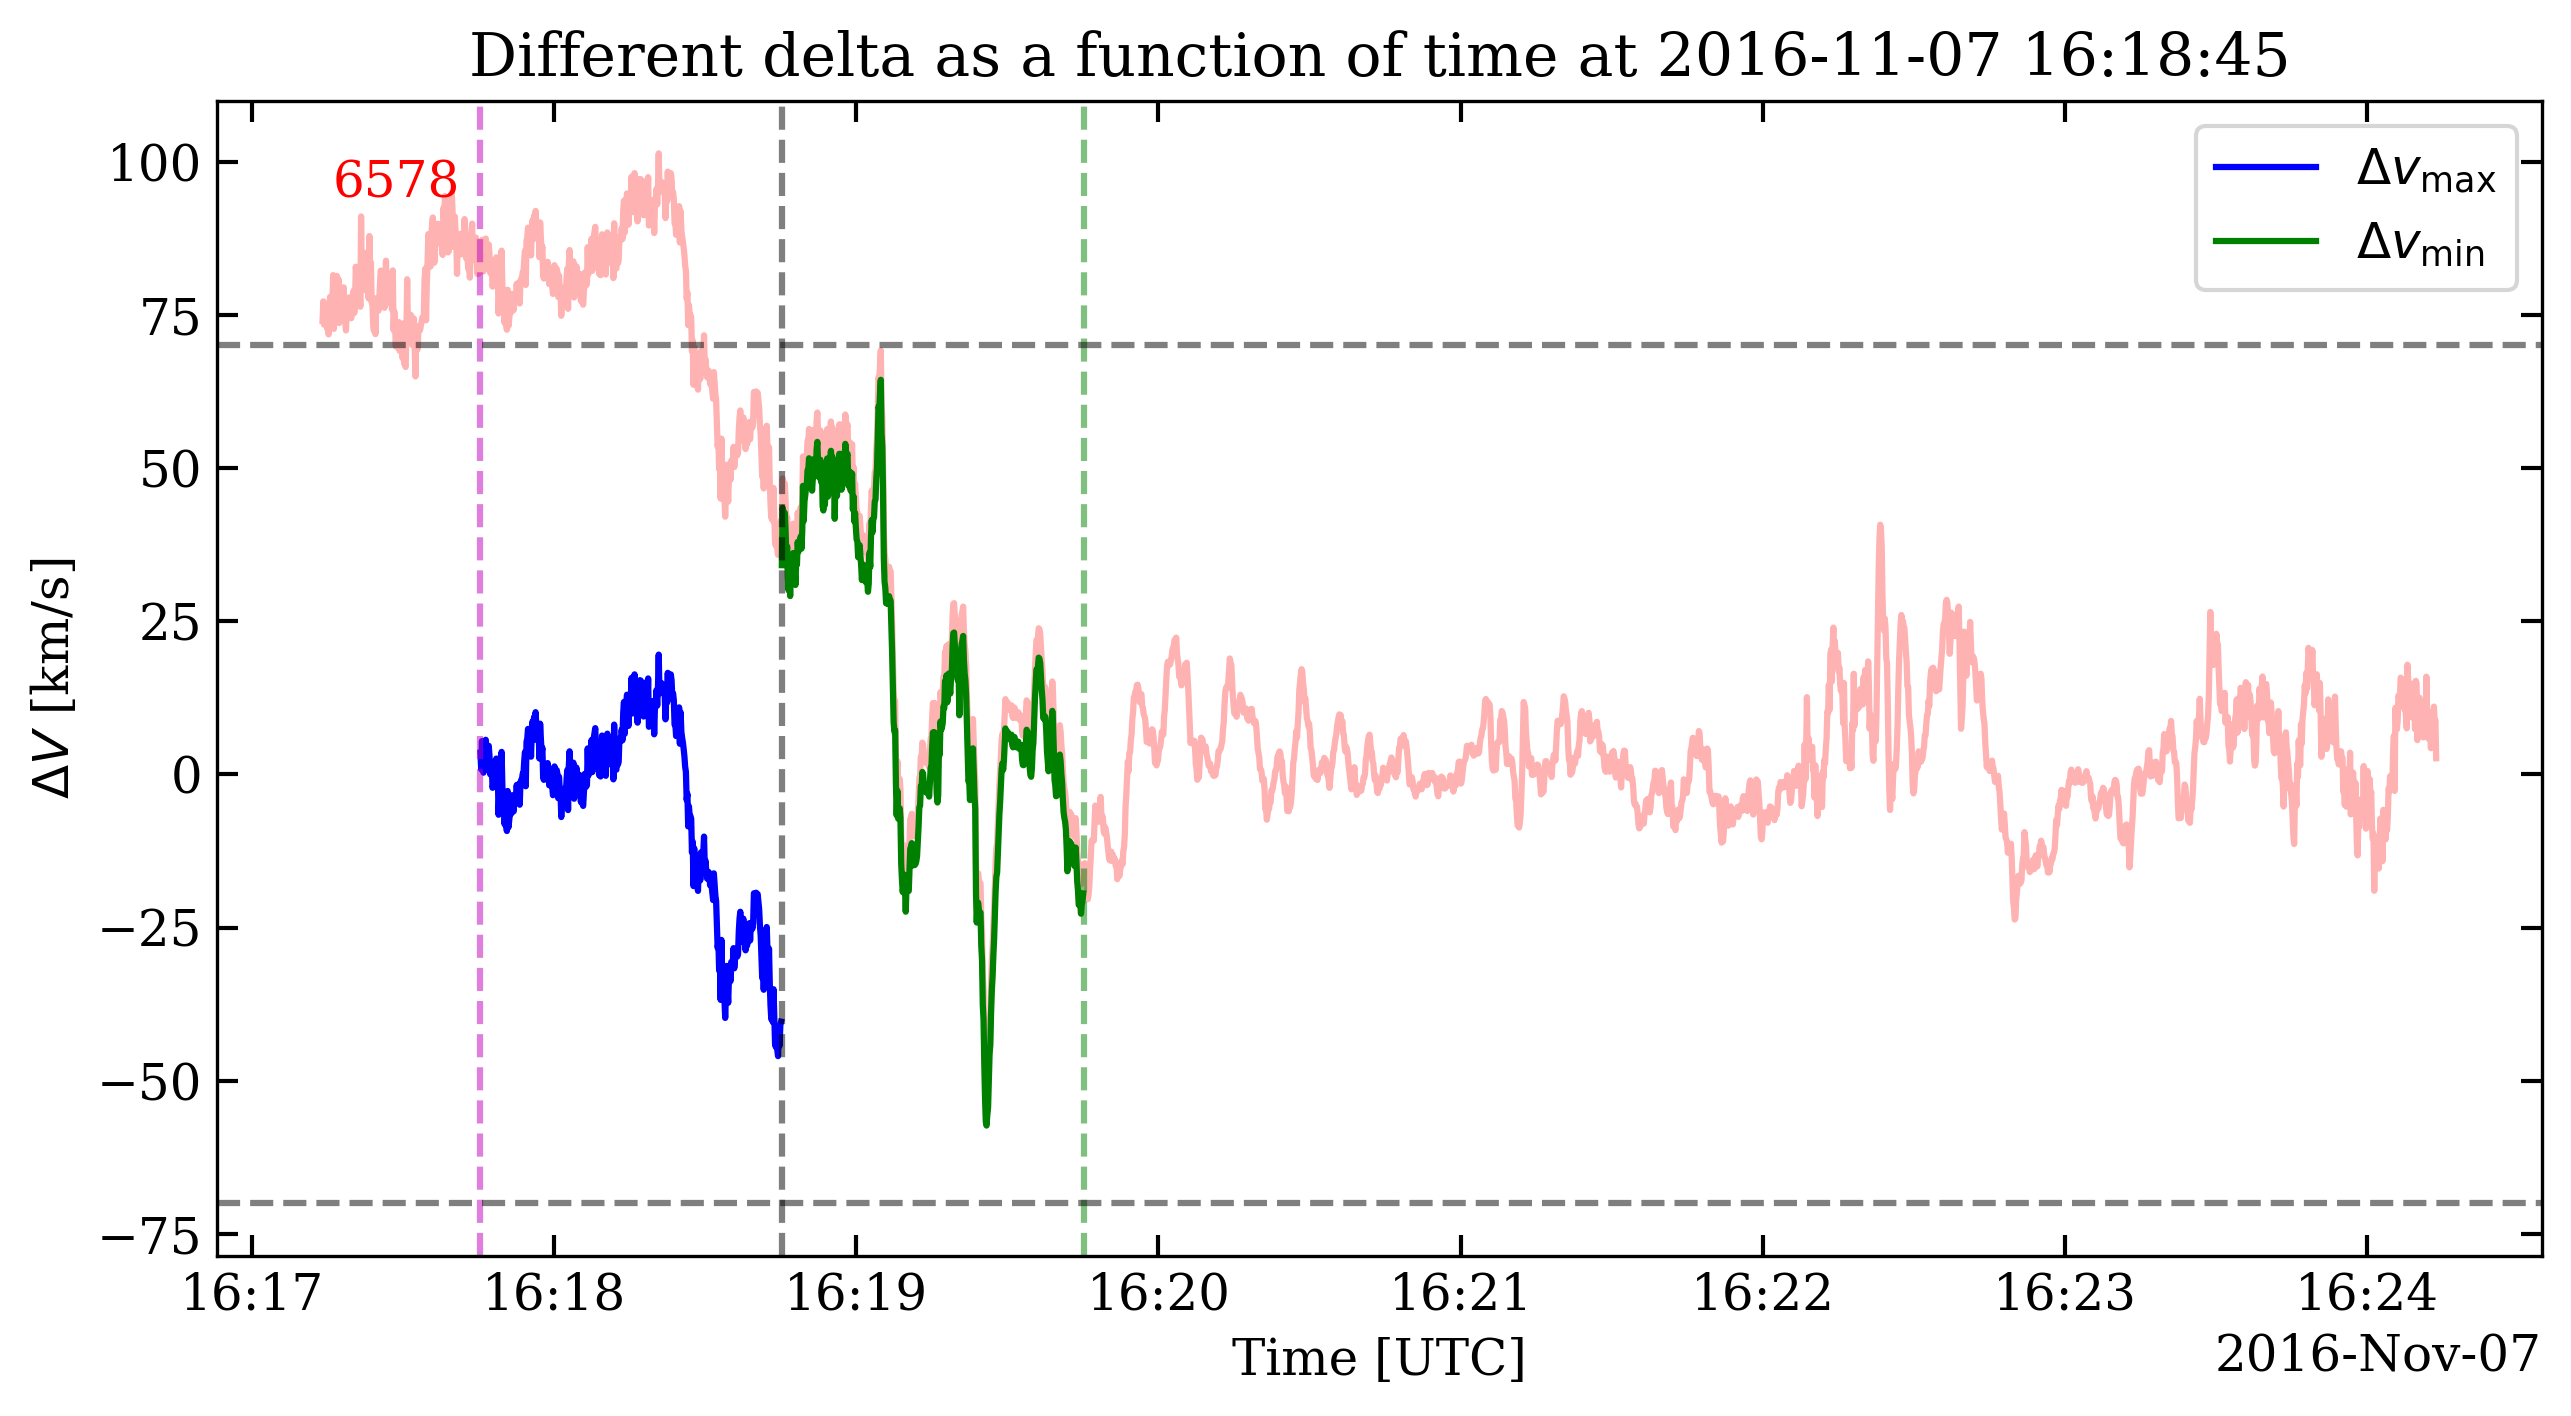 Different delta as a function of time at 2016-11-07 16:18:45
6578
Δv_max
Δv_min
100
75
50
25
0
−25
−50
−75
ΔV [km/s]
16:17 16:18 16:19 16:20 16:21 16:22 16:23 16:24
Time [UTC]
2016-Nov-07